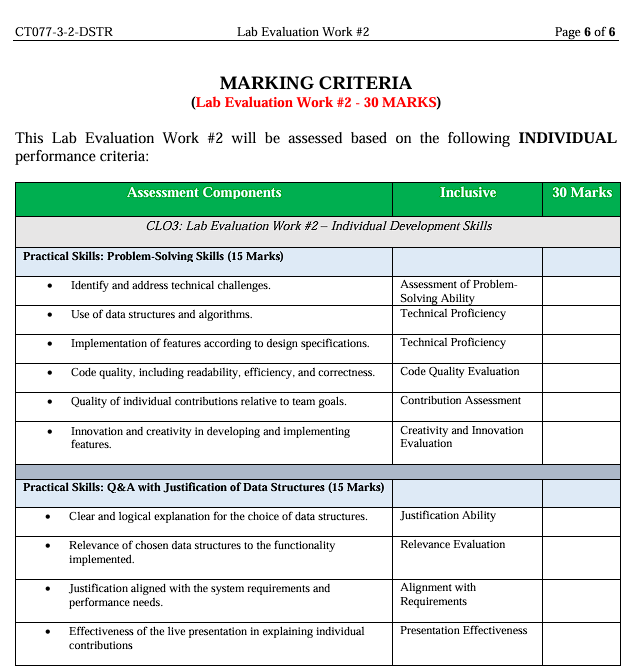 CT077-3-2-DSTR Lab Evaluation Work #2 Page 6 of 6
MARKING CRITERIA
(Lab Evaluation Work #2 - 30 MARKS)
This Lab Evaluation Work #2 will be assessed based on the following INDIVIDUAL
performance criteria:
Assessment Components Inclusive 30 Marks
CLO3: Lab Evaluation Work #2 – Individual Development Skills
Practical Skills: Problem-Solving Skills (15 Marks)
• Identify and address technical challenges. Assessment of Problem-
Solving Ability
• Use of data structures and algorithms. Technical Proficiency
• Implementation of features according to design specifications. Technical Proficiency
• Code quality, including readability, efficiency, and correctness. Code Quality Evaluation
• Quality of individual contributions relative to team goals. Contribution Assessment
• Innovation and creativity in developing and implementing Creativity and Innovation
features. Evaluation
Practical Skills: Q&A with Justification of Data Structures (15 Marks)
• Clear and logical explanation for the choice of data structures. Justification Ability
• Relevance of chosen data structures to the functionality Relevance Evaluation
implemented.
• Justification aligned with the system requirements and Alignment with
performance needs. Requirements
• Effectiveness of the live presentation in explaining individual Presentation Effectiveness
contributions